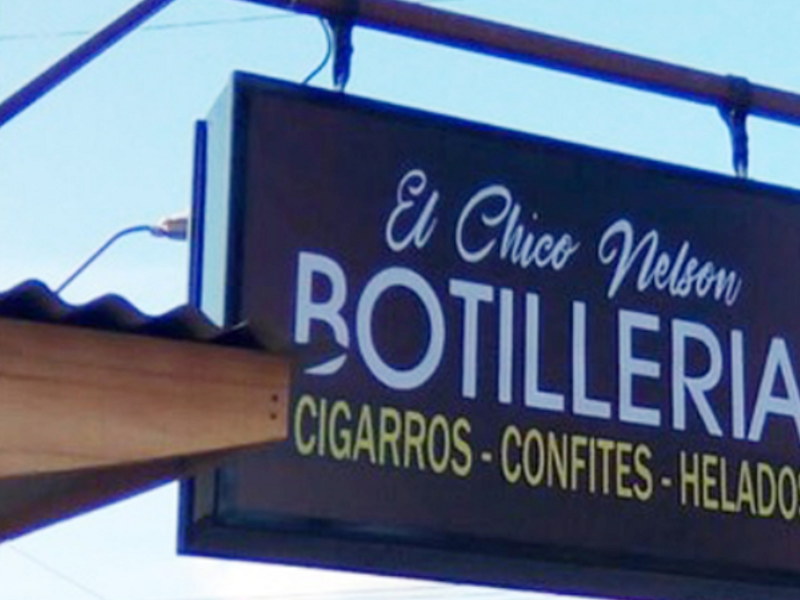 El Chico Nelson
BOTILLERIA
CIGARROS - CONFITES - HELADOS